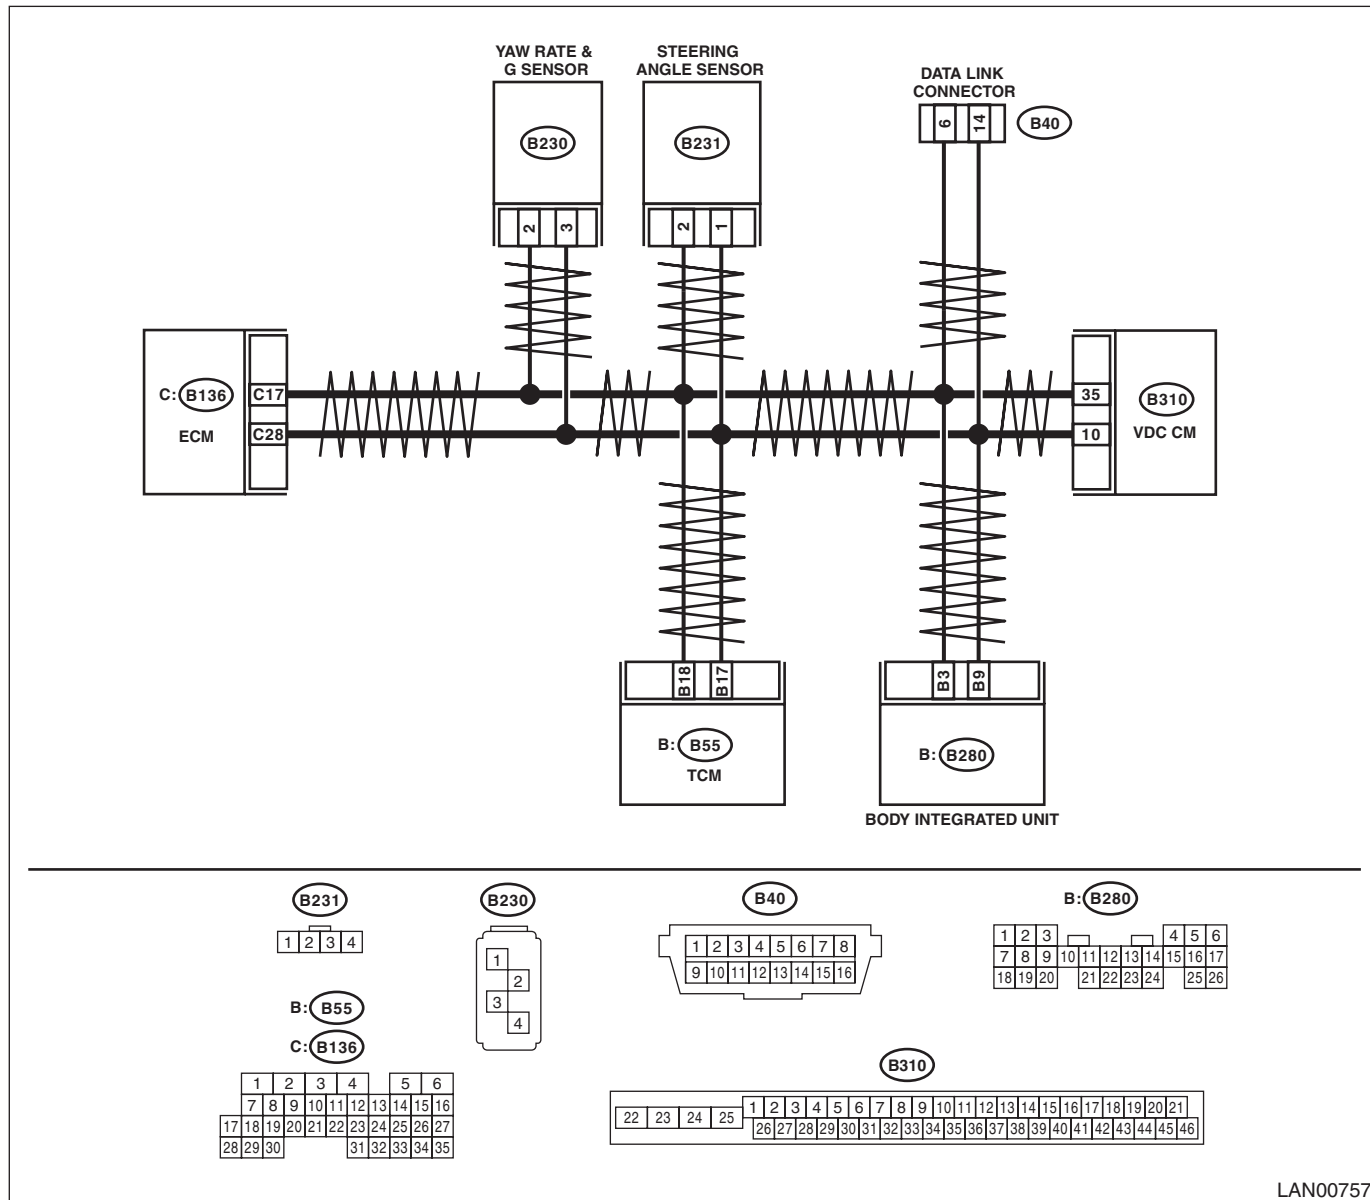 YAW RATE &
G SENSOR
STEERING
ANGLE SENSOR
DATA LINK
CONNECTOR
B230
B231
6 14
B40
2 3
2 1
C: B136
ECM
C17
C28
35
10
B310
VDC CM
B18 B17
B3 B9
B: B55
TCM
B: B280
BODY INTEGRATED UNIT
B231
1 2 3 4
B230
1
2
3
4
B40
1 2 3 4 5 6 7 8
9 10 11 12 13 14 15 16
B: B280
1 2 3 4 5 6
7 8 9 10 11 12 13 14 15 16 17
18 19 20 21 22 23 24 25 26
B: B55
C: B136
1 2 3 4 5 6
7 8 9 10 11 12 13 14 15 16
17 18 19 20 21 22 23 24 25 26 27
28 29 30 31 32 33 34 35
B310
22 23 24 25
1 2 3 4 5 6 7 8 9 10 11 12 13 14 15 16 17 18 19 20 21
26 27 28 29 30 31 32 33 34 35 36 37 38 39 40 41 42 43 44 45 46
LAN00757